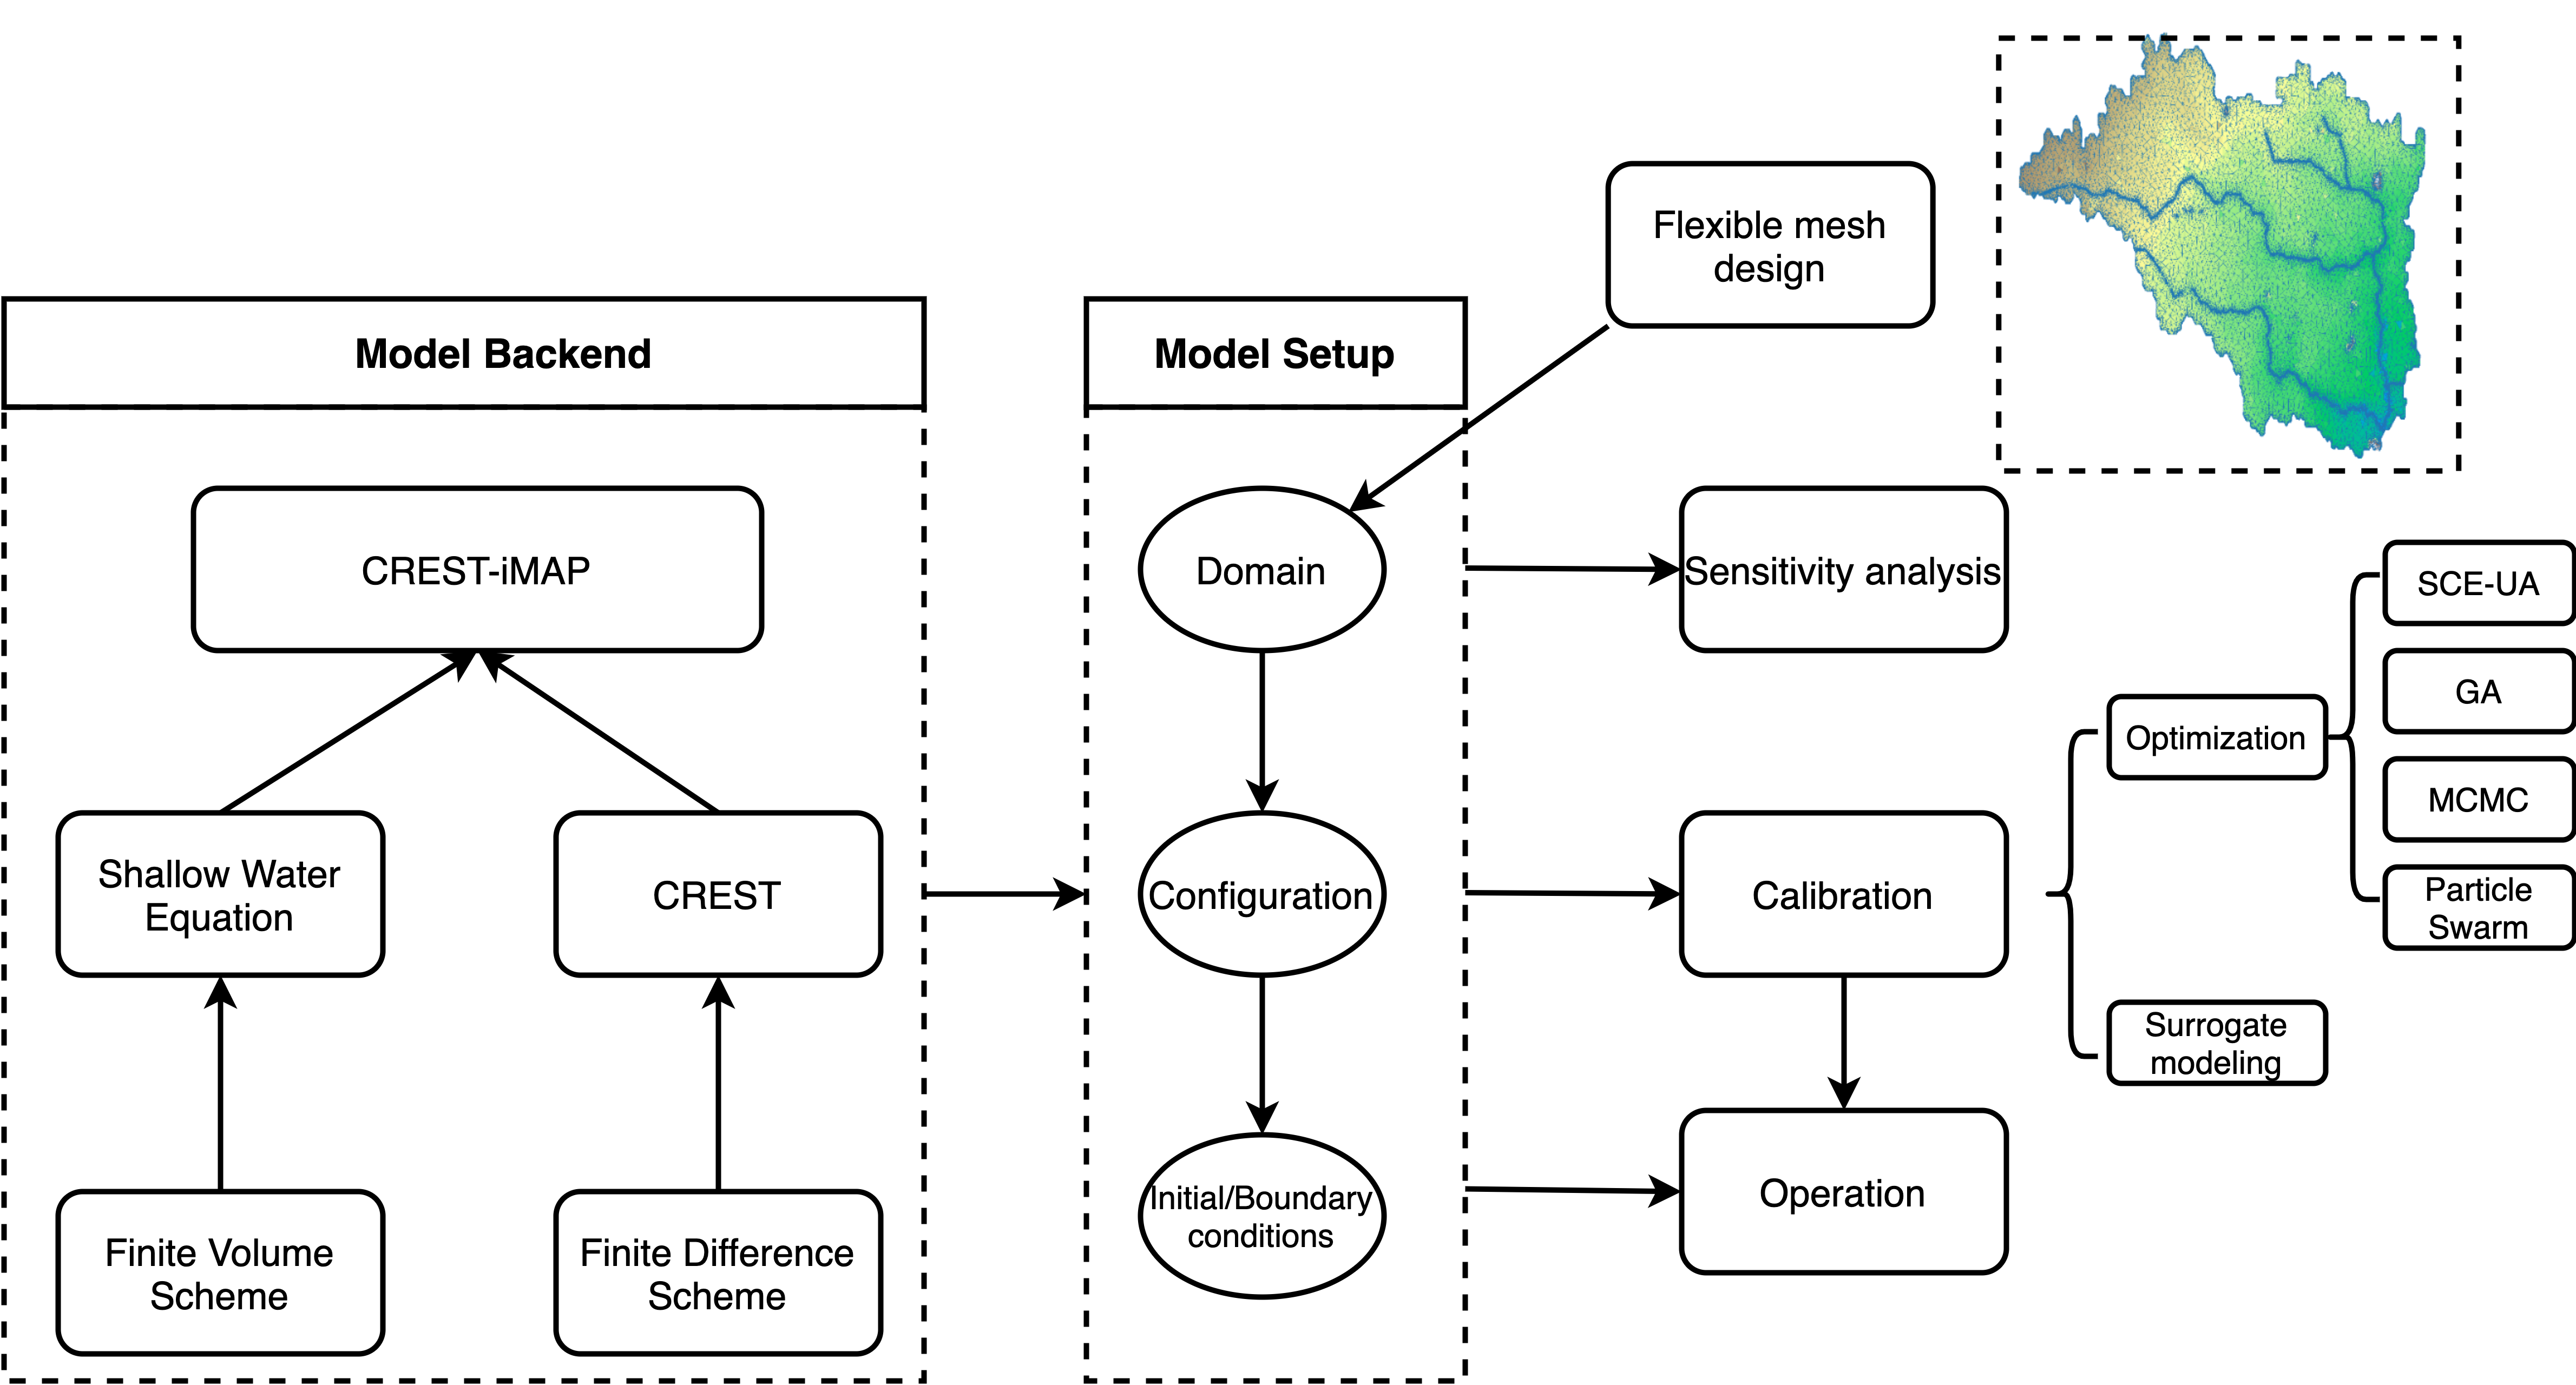 Model Backend
CREST-iMAP
Shallow Water
Equation
CREST
Finite Volume
Scheme
Finite Difference
Scheme
Model Setup
Domain
Configuration
Initial/Boundary
conditions
Flexible mesh
design
Sensitivity analysis
Calibration
Operation
Optimization
Surrogate
modeling
SCE-UA
GA
MCMC
Particle
Swarm